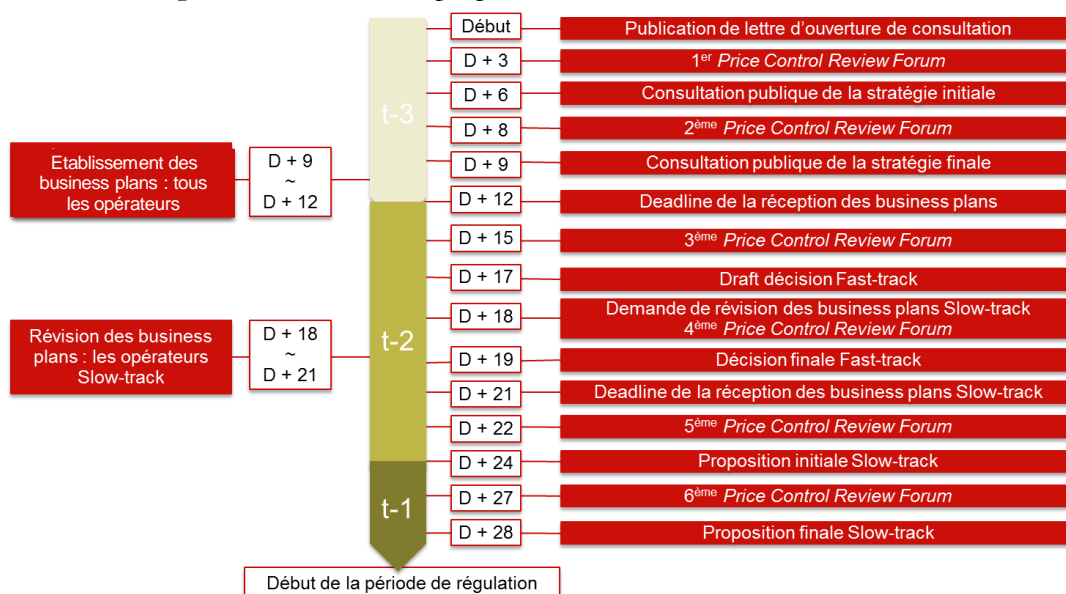 Début
Publication de lettre d'ouverture de consultation
D + 3
1er Price Control Review Forum
t-3
D + 6
Consultation publique de la stratégie initiale
D + 8
2ème Price Control Review Forum
Etablissement des
business plans : tous
les opérateurs
D + 9
~
D + 12
D + 9
Consultation publique de la stratégie finale
D + 12
Deadline de la réception des business plans
D + 15
3ème Price Control Review Forum
D + 17
Draft décision Fast-track
t-2
D + 18
Demande de révision des business plans Slow-track
4ème Price Control Review Forum
Révision des business
plans : les opérateurs
Slow-track
D + 18
~
D + 21
D + 19
Décision finale Fast-track
D + 21
Deadline de la réception des business plans Slow-track
D + 22
5ème Price Control Review Forum
D + 24
Proposition initiale Slow-track
t-1
D + 27
6ème Price Control Review Forum
D + 28
Proposition finale Slow-track
Début de la période de régulation